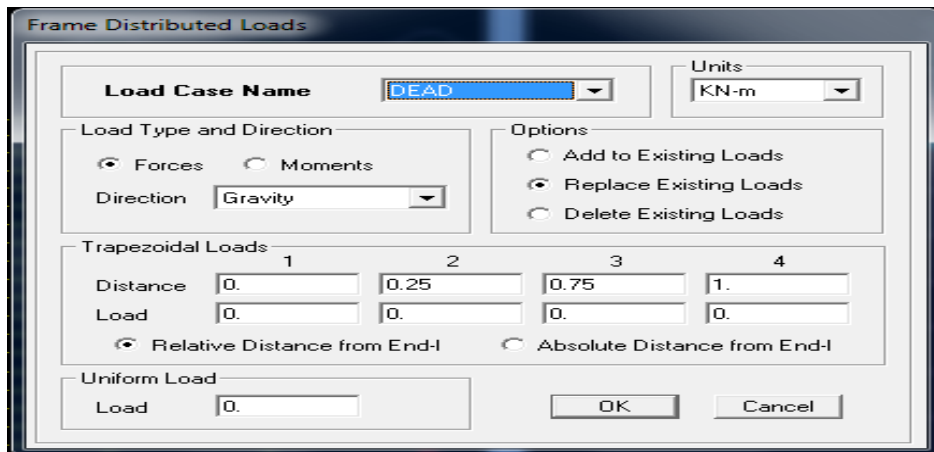 Frame Distributed Loads
Units
Load Case Name DEAD KN-m
Load Type and Direction Options
Forces Moments Add to Existing Loads
Direction Gravity Replace Existing Loads
Delete Existing Loads
Trapezoidal Loads
1 2 3 4
Distance 0. 0.25 0.75 1.
Load 0. 0. 0. 0.
Relative Distance from End-I Absolute Distance from End-I
Uniform Load
Load 0. OK Cancel